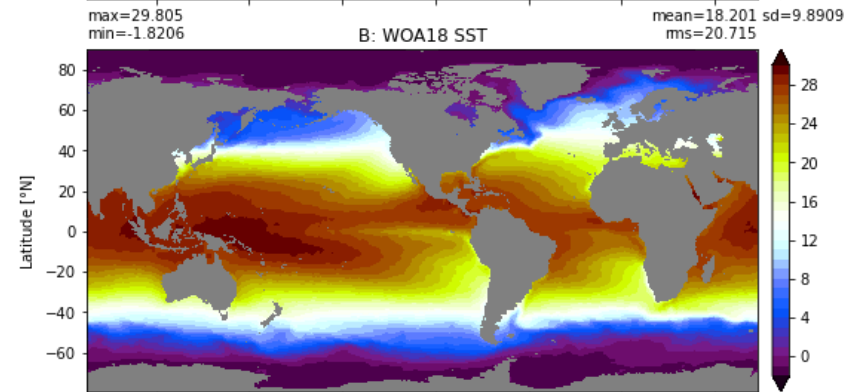 max=29.805
min=-1.8206
B: WOA18 SST
mean=18.201 sd=9.8909
rms=20.715
Latitude [°N]
80
60
40
20
0
−20
−40
−60
28
24
20
16
12
8
4
0